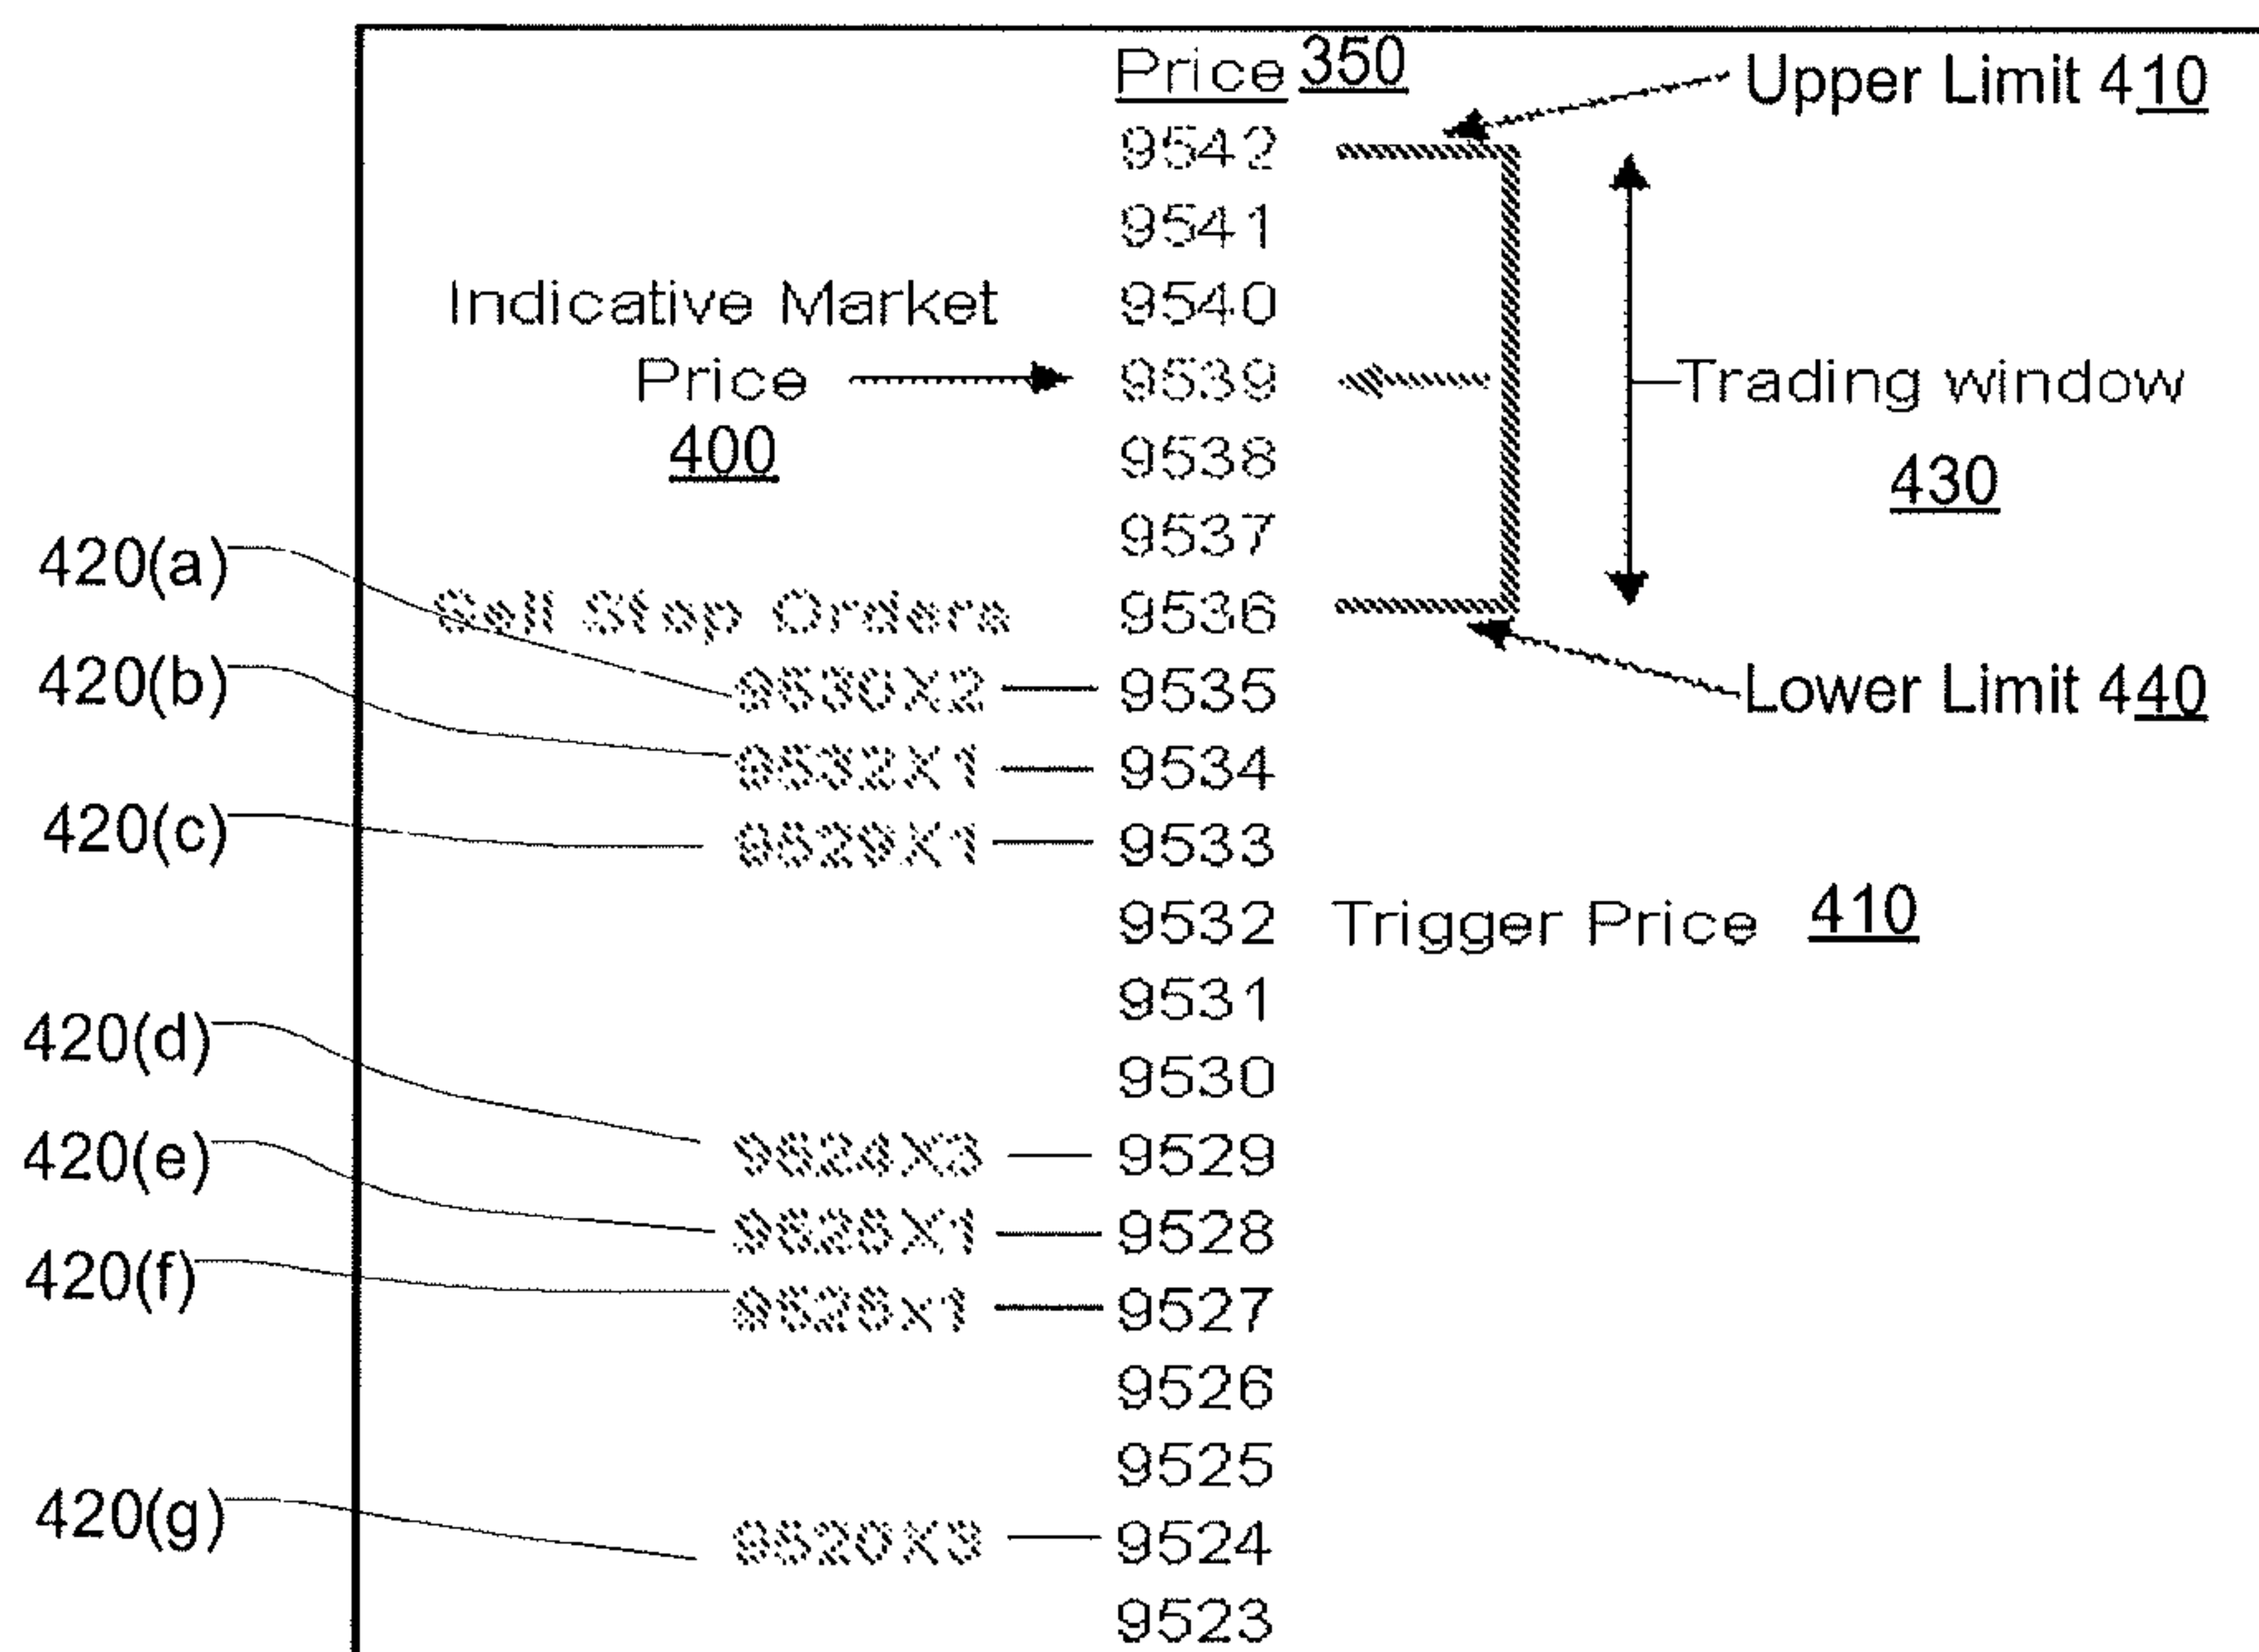 Price 350
Upper Limit 410
9542
9541
Indicative Market 9540
Price 9539 Trading window
400 9538 430
9537
420(a)
Sell Stop Orders 9536
420(b) 9530X2 9535 Lower Limit 440
9532X1 9534
420(c) 9529X1 9533
9532 Trigger Price 410
9531
420(d) 9530
420(e) 9524X3 9529
9528
420(f) 9527
9526
9525
420(g) 9520X3 9524
9523